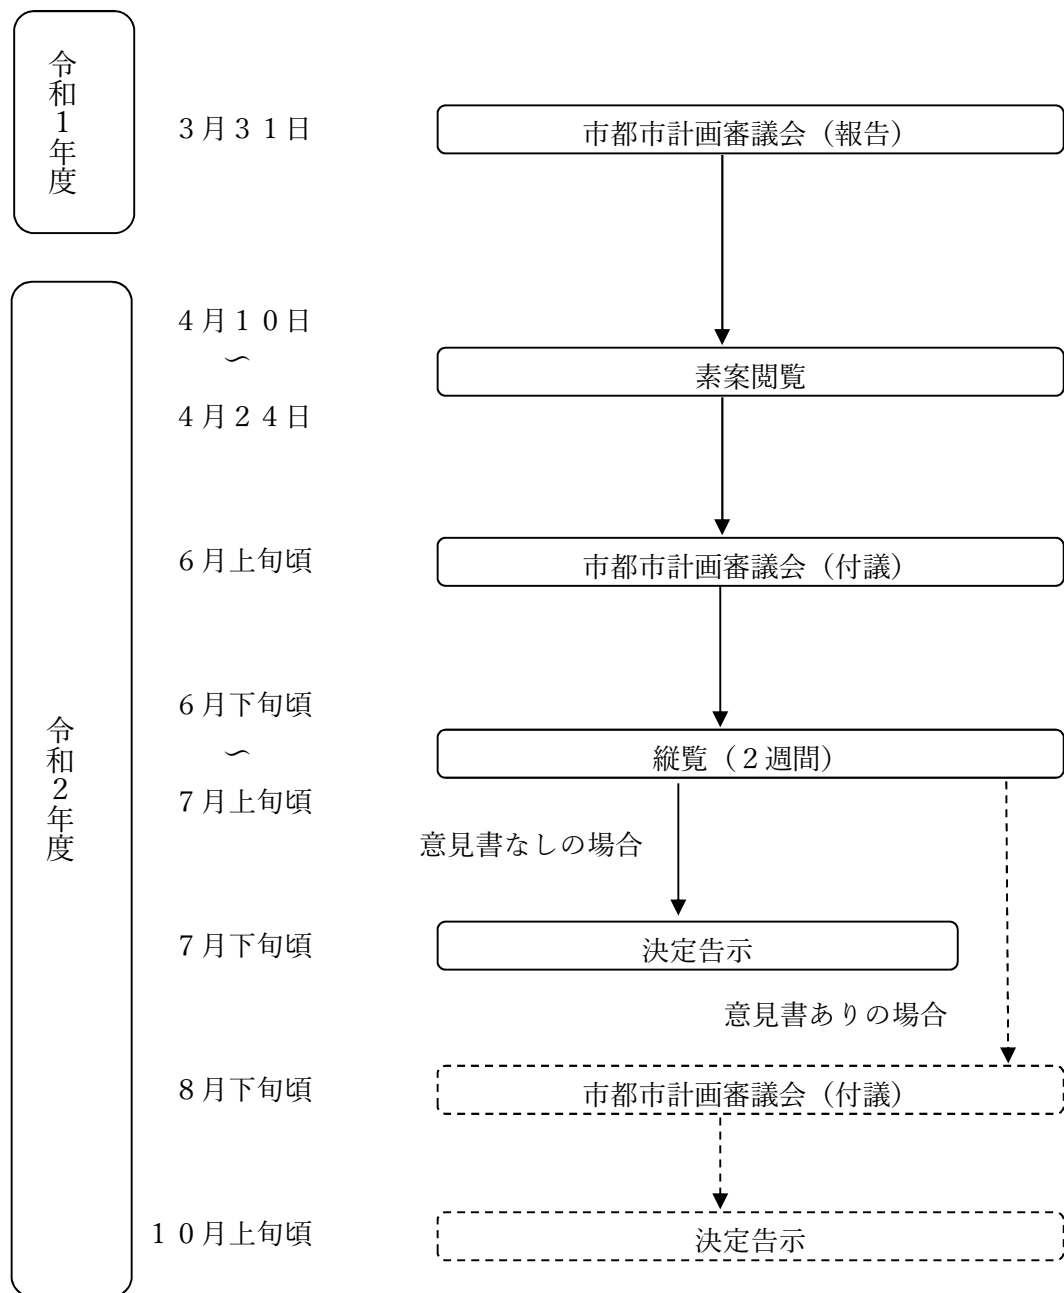 令和１年度
３月３１日
市都市計画審議会（報告）
令和２年度
４月１０日
～
４月２４日
素案閲覧
６月上旬頃
市都市計画審議会（付議）
６月下旬頃
～
７月上旬頃
縦覧（２週間）
意見書なしの場合
７月下旬頃
決定告示
意見書ありの場合
８月下旬頃
市都市計画審議会（付議）
１０月上旬頃
決定告示